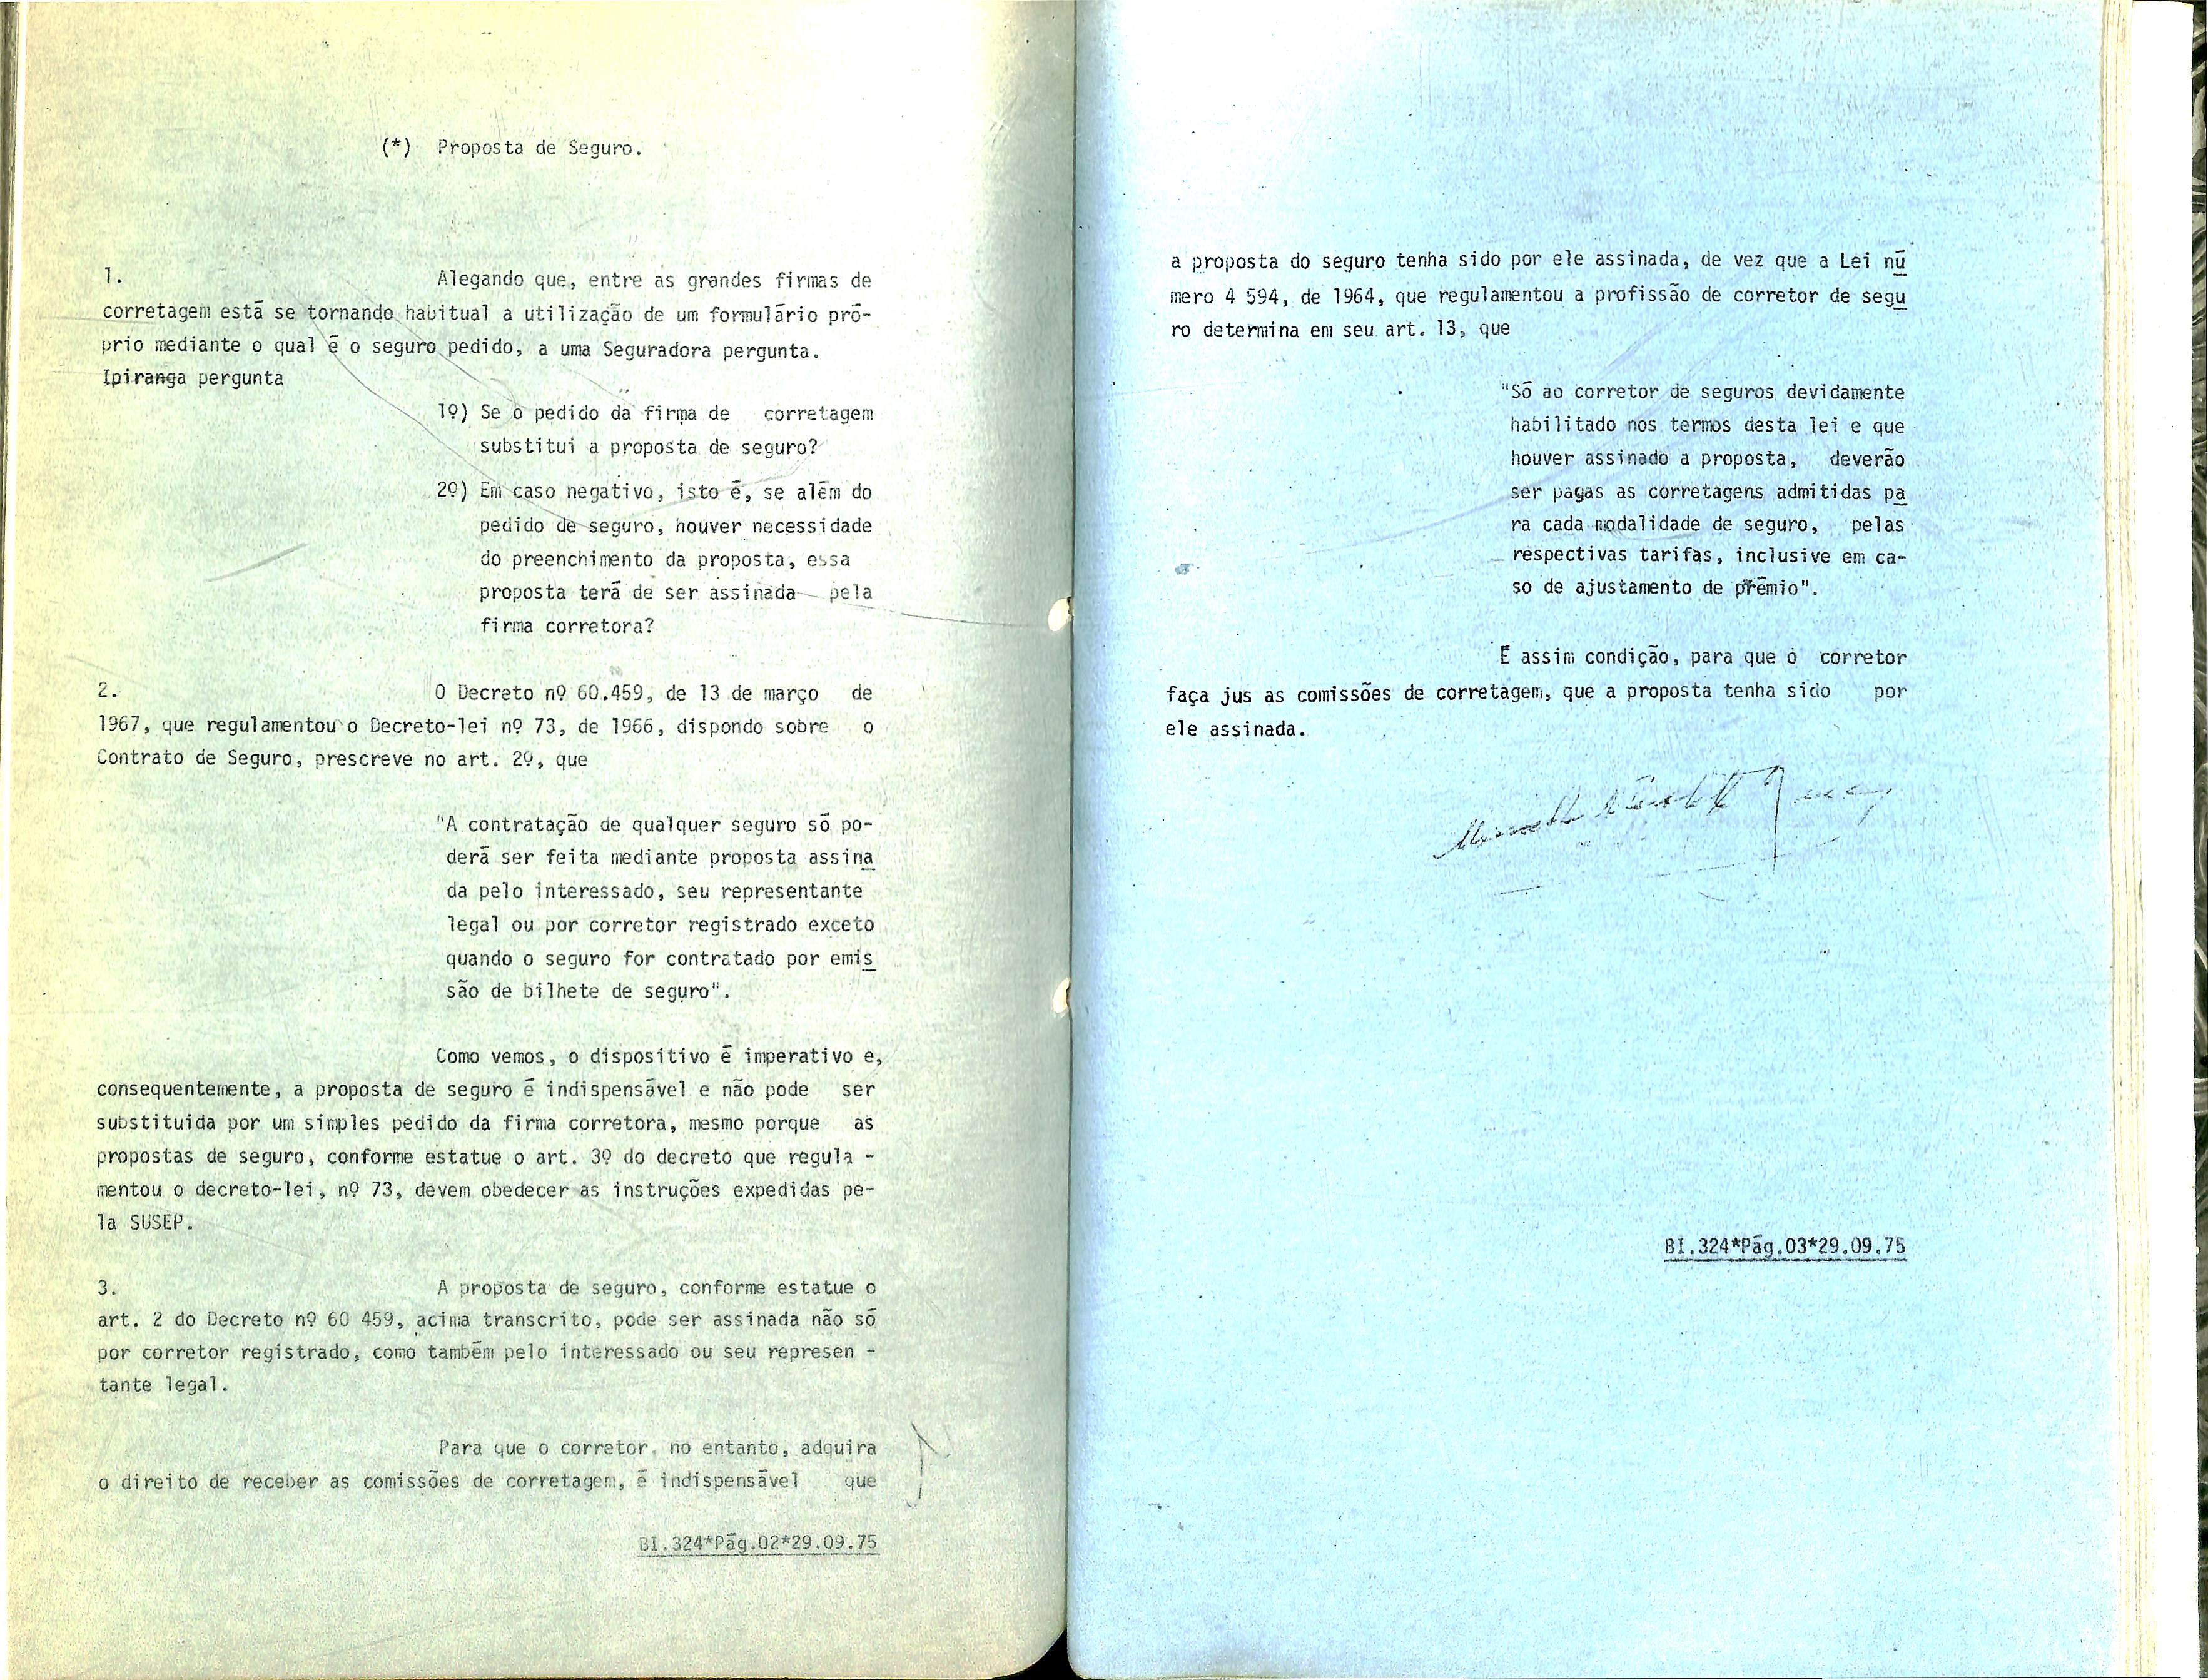 (*) Proposta de Seguro.
1. Alegando que, entre as grandes firmas de
corretagem está se tornando habitual a utilização de um formulário pró-
prio mediante o qual é o seguro pedido, a uma Seguradora pergunta.
Ipiranga pergunta
1º) Se o pedido da firma de corretagem
substitui a proposta de seguro?
2º) Em caso negativo, isto é, se além do
pedido de seguro, houver necessidade
do preenchimento da proposta, essa
proposta terá de ser assinada pela
firma corretora?
2. O Decreto nº 60.459, de 13 de março de
1967, que regulamentou o Decreto-lei nº 73, de 1966, dispondo sobre o
Contrato de Seguro, prescreve no art. 2º, que
"A contratação de qualquer seguro só po-
derá ser feita mediante proposta assina
da pelo interessado, seu representante
legal ou por corretor registrado exceto
quando o seguro for contratado por emis
são de bilhete de seguro".
Como vemos, o dispositivo é imperativo e,
consequentemente, a proposta de seguro é indispensável e não pode ser
substituida por um simples pedido da firma corretora, mesmo porque as
propostas de seguro, conforme estatue o art. 3º do decreto que regula -
mentou o decreto-lei, nº 73, devem obedecer as instruções expedidas pe-
la SUSEP.
3. A proposta de seguro, conforme estatue o
art. 2 do Decreto nº 60 459, acima transcrito, pode ser assinada não só
por corretor registrado, como também pelo interessado ou seu represen -
tante legal.
Para que o corretor, no entanto, adquira
o direito de receber as comissões de corretagem, é indispensável que
BI.324*Pág.02*29.09.75
a proposta do seguro tenha sido por ele assinada, de vez que a Lei nú
mero 4 594, de 1964, que regulamentou a profissão de corretor de segu
ro determina em seu art. 13, que
"Só ao corretor de seguros devidamente
habilitado nos termos desta lei e que
houver assinado a proposta, deverão
ser pagas as corretagens admitidas pa
ra cada modalidade de seguro, pelas
respectivas tarifas, inclusive em ca-
so de ajustamento de prêmio".
E assim condição, para que o corretor
faça jus as comissões de corretagem, que a proposta tenha sido por
ele assinada.
BI.324*Pág.03*29.09.75